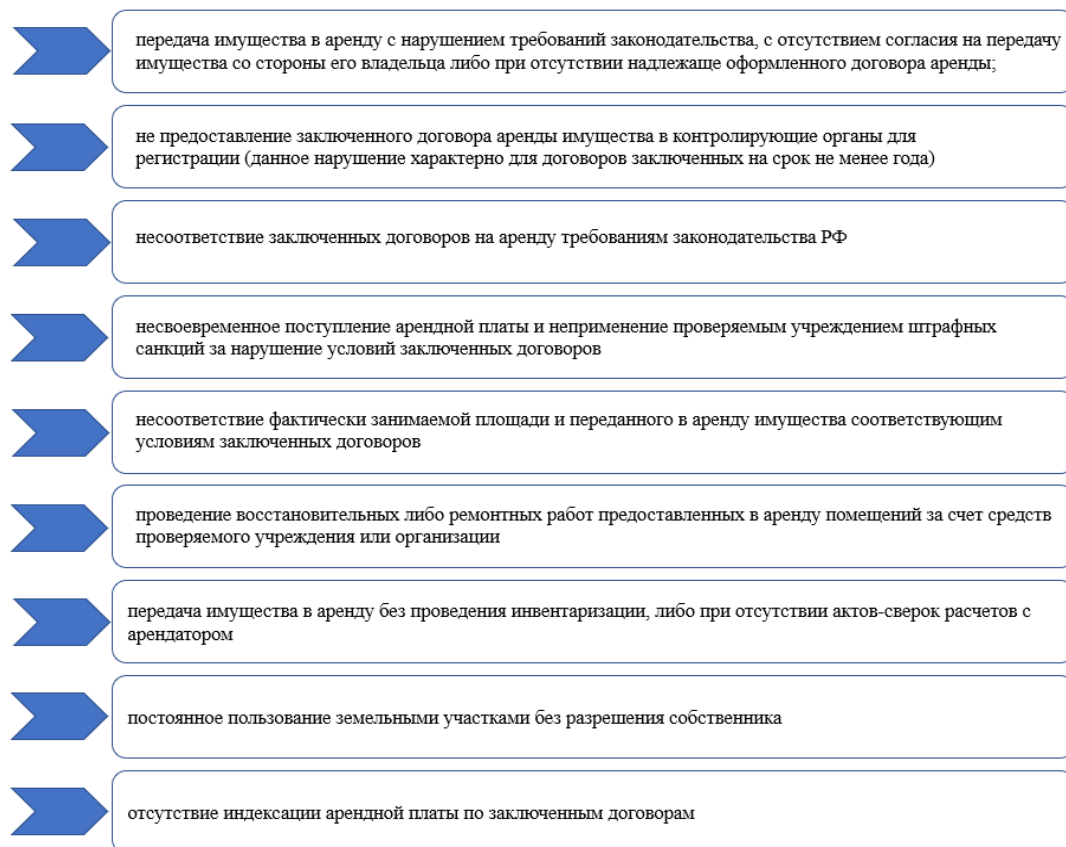 передача имущества в аренду с нарушением требований законодательства, с отсутствием согласия на передачу
имущества со стороны его владельца либо при отсутствии надлежаще оформленного договора аренды;
не предоставление заключенного договора аренды имущества в контролирующие органы для
регистрации (данное нарушение характерно для договоров заключенных на срок не менее года)
несоответствие заключенных договоров на аренду требованиям законодательства РФ
несвоевременное поступление арендной платы и неприменение проверяемым учреждением штрафных
санкций за нарушение условий заключенных договоров
несоответствие фактически занимаемой площади и переданного в аренду имущества соответствующим
условиям заключенных договоров
проведение восстановительных либо ремонтных работ предоставленных в аренду помещений за счет средств
проверяемого учреждения или организации
передача имущества в аренду без проведения инвентаризации, либо при отсутствии актов-сверок расчетов с
арендатором
постоянное пользование земельными участками без разрешения собственника
отсутствие индексации арендной платы по заключенным договорам